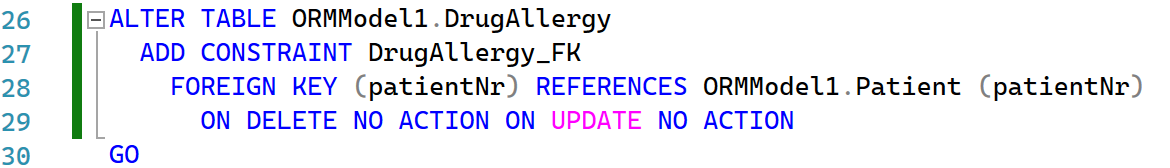 26 ALTER TABLE ORMModel1.DrugAllergy
27 ADD CONSTRAINT DrugAllergy_FK
28 FOREIGN KEY (patientNr) REFERENCES ORMModel1.Patient (patientNr)
29 ON DELETE NO ACTION ON UPDATE NO ACTION
30 GO